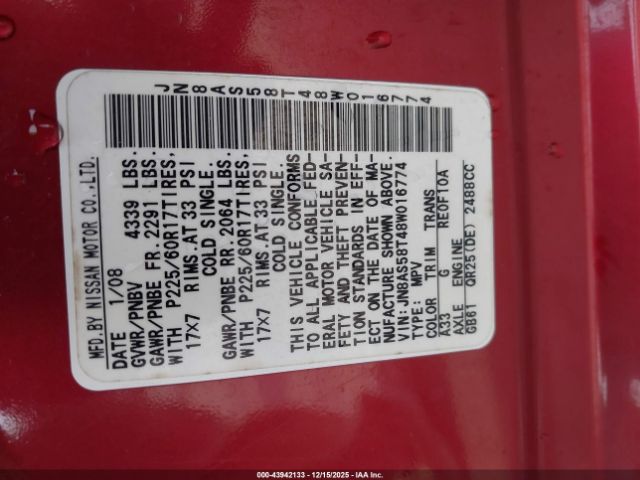 JN8AS58T48W016774
MFD.BY NISSAN MOTOR CO.,LTD.
DATE 1/08
GVWR/PNBV 4339 LBS.
GAWR/PNBE FR.2291 LBS.
WITH P225/60R17TIRES,
17X7 RIMS.AT 33 PSI
COLD SINGLE.
GAWR/PNBE RR.2064 LBS.
WITH P225/60R17TIRES,
17X7 RIMS.AT 33 PSI
COLD SINGLE.
THIS VEHICLE CONFORMS
TO ALL APPLICABLE FED-
ERAL MOTOR VEHICLE SA-
FETY AND THEFT PREVEN-
TION STANDARDS IN EFF-
ECT ON THE DATE OF MA-
NUFACTURE SHOWN ABOVE.
VIN:JN8AS58T48W016774
TYPE: MPV
COLOR TRIM TRANS
A33 G RE0F10A
AXLE ENGINE
GB61 QR25(DE) 2488CC
000-43942133 - 12/15/2025 - IAA Inc.